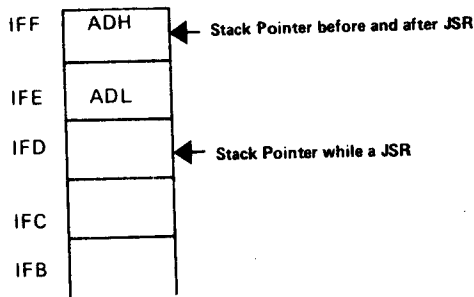 IFF ADH Stack Pointer before and after JSR
IFE ADL
IFD Stack Pointer while a JSR
IFC
IFB